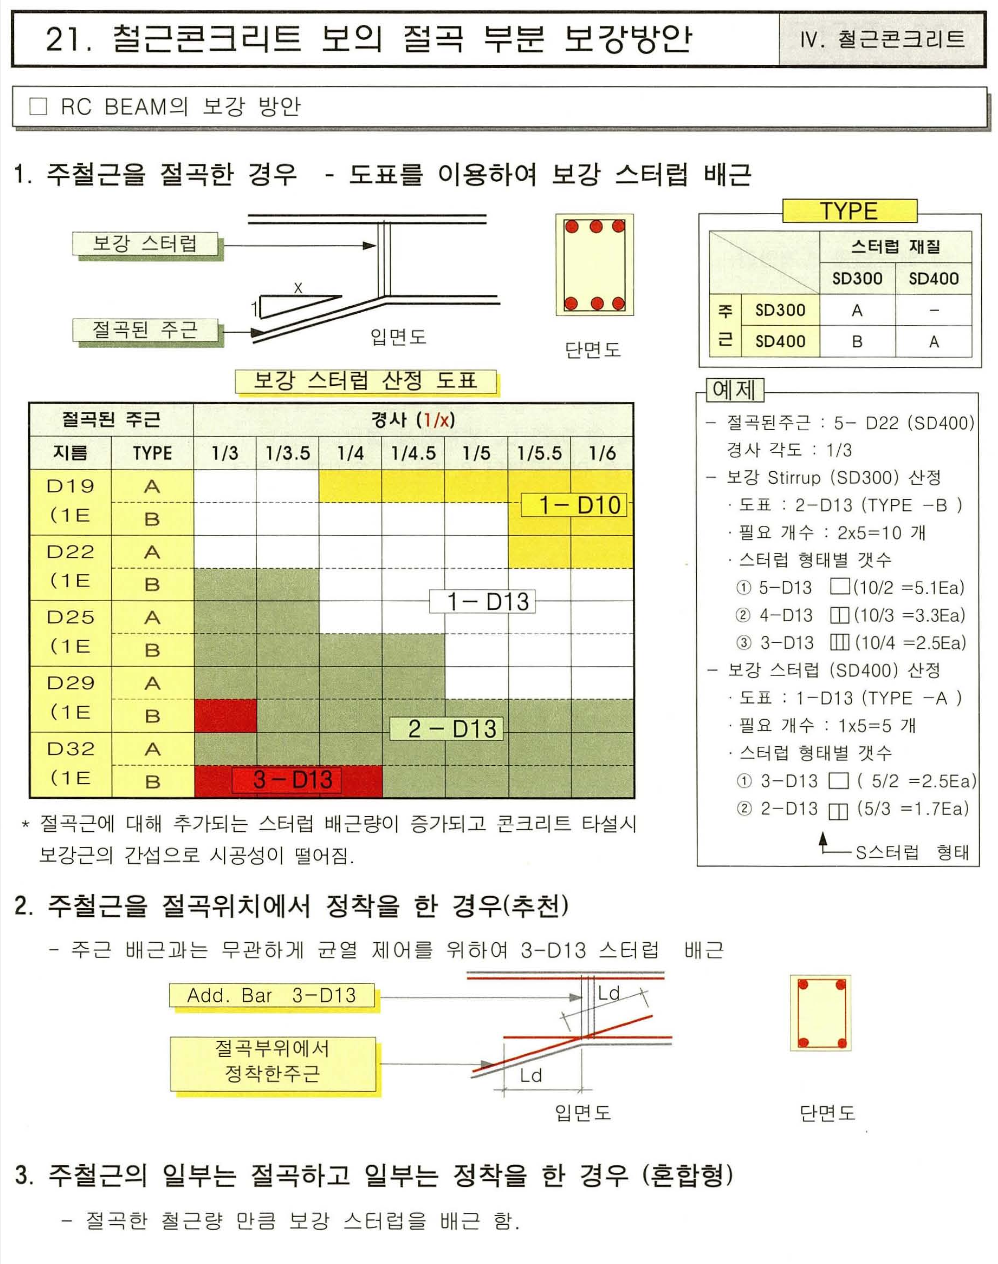 21. 철근콘크리트 보의 절곡 부분 보강방안
Ⅳ. 철근콘크리트
□ RC BEAM의 보강 방안
1. 주철근을 절곡한 경우 - 도표를 이용하여 보강 스터럽 배근
보강 스터럽
x
1
절곡된 주근
입면도
단면도
TYPE
스터럽 재질
SD300 SD400
주근
SD300 A -
SD400 B A
보강 스터럽 산정 도표
절곡된 주근 경사 (1/x)
지름 TYPE 1/3 1/3.5 1/4 1/4.5 1/5 1/5.5 1/6
D19 A
(1E B
1- D10
D22 A
(1E B
1- D13
D25 A
(1E B
D29 A
(1E B
2 - D13
D32 A
(1E B
3- D13
* 절곡근에 대해 추가되는 스터럽 배근량이 증가되고 콘크리트 타설시
보강근의 간섭으로 시공성이 떨어짐.
예제
- 절곡된주근 : 5- D22 (SD400)
경사 각도 : 1/3
- 보강 Stirrup (SD300) 산정
· 도표 : 2-D13 (TYPE -B )
· 필요 개수 : 2x5=10 개
· 스터럽 형태별 갯수
① 5-D13 (10/2 =5.1Ea)
② 4-D13 (10/3 =3.3Ea)
③ 3-D13 (10/4 =2.5Ea)
- 보강 스터럽 (SD400) 산정
· 도표 : 1-D13 (TYPE -A )
· 필요 개수 : 1x5=5 개
· 스터럽 형태별 갯수
① 3-D13 ( 5/2 =2.5Ea)
② 2-D13 (5/3 =1.7Ea)
S스터럽 형태
2. 주철근을 절곡위치에서 정착을 한 경우(추천)
- 주근 배근과는 무관하게 균열 제어를 위하여 3-D13 스터럽 배근
Add. Bar 3-D13
Ld
절곡부위에서
정착한주근
Ld
입면도
단면도
3. 주철근의 일부는 절곡하고 일부는 정착을 한 경우 (혼합형)
- 절곡한 철근량 만큼 보강 스터럽을 배근 함.